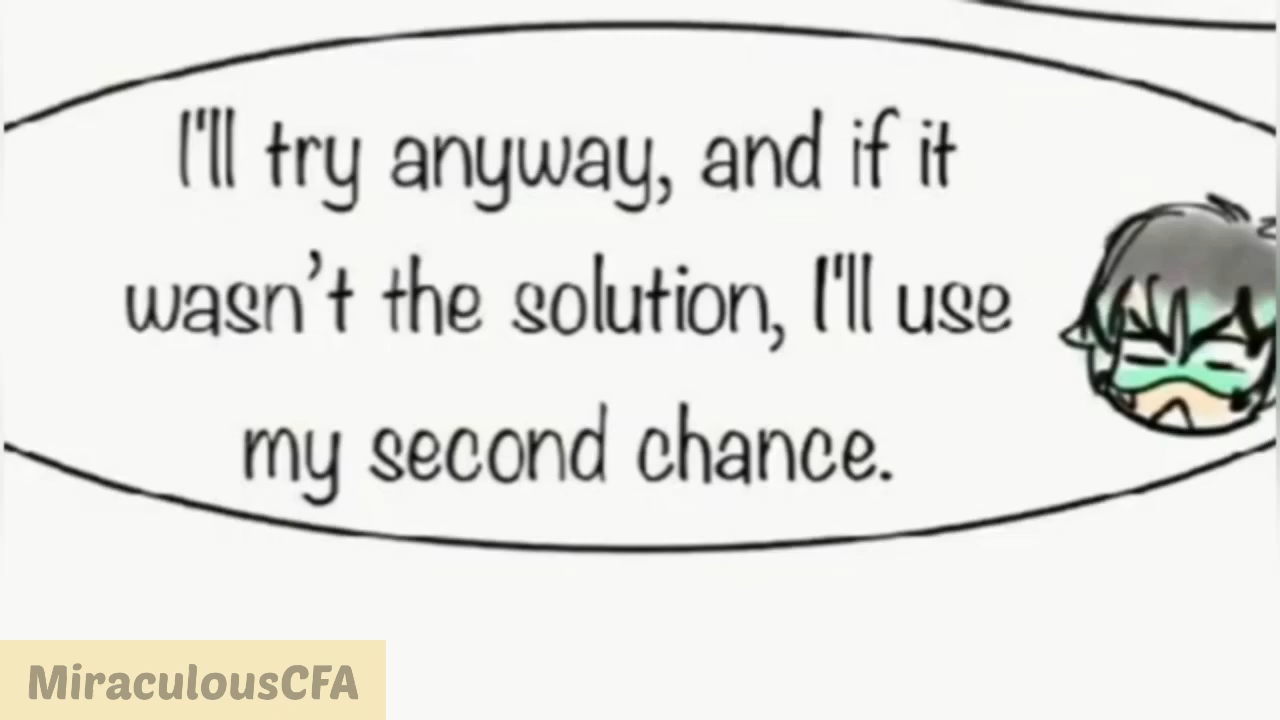 I'll try anyway, and if it
wasn't the solution, I'll use
my second chance.
MiraculousCFA